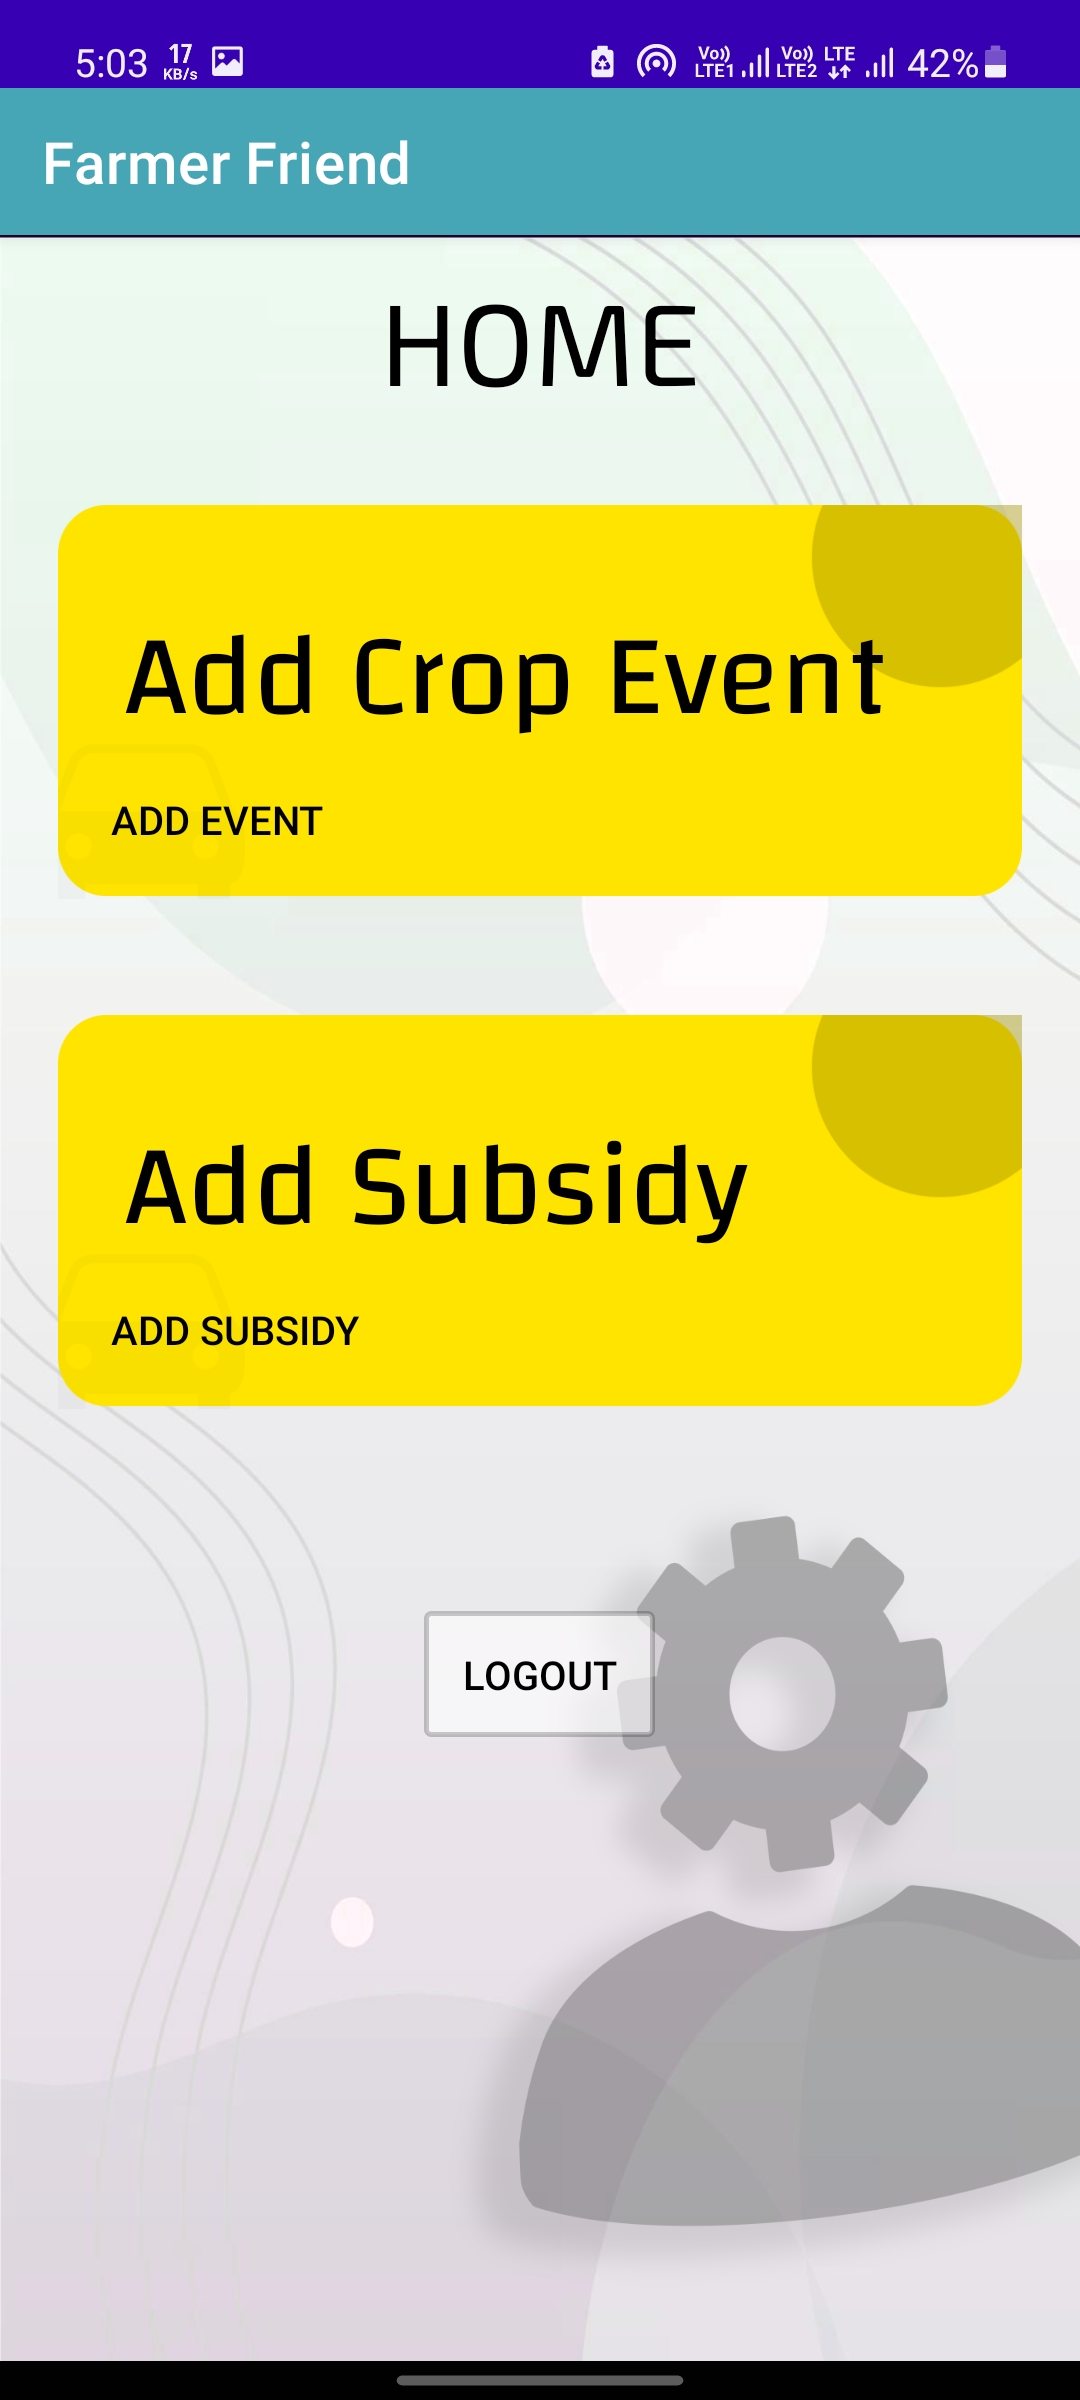 5:03 17 KB/s Vo)) LTE1 Vo)) LTE2 LTE 42%
Farmer Friend
HOME
Add Crop Event
ADD EVENT
Add Subsidy
ADD SUBSIDY
LOGOUT